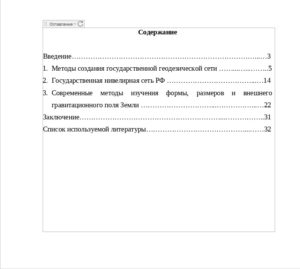 Оглавление
Содержание
Введение……………………………………………………………………….3
1. Методы создания государственной геодезической сети ………………..5
2. Государственная нивелирная сеть РФ …………………………………14
3. Современные методы изучения формы, размеров и внешнего
гравитационного поля Земли …………………………………………...22
Заключение…………………………………………………………………..31
Список используемой литературы………………………………………….32